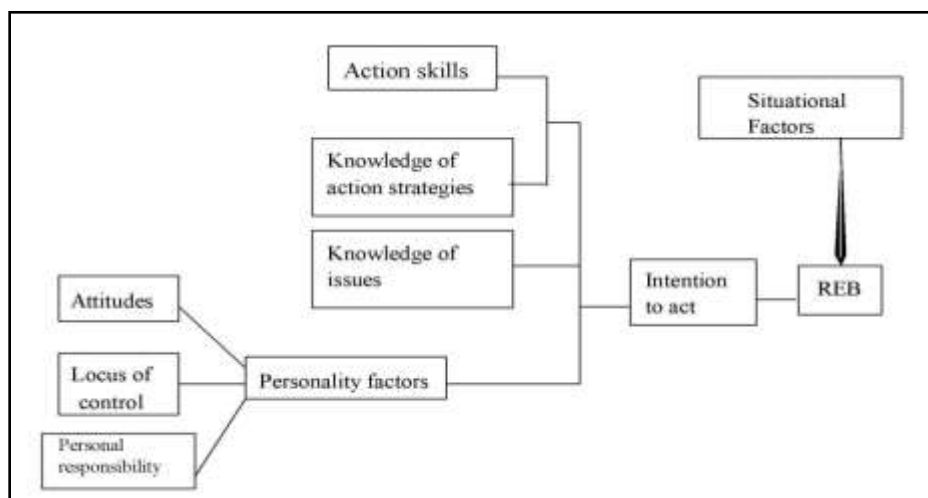 Action skills
Situational
Factors
Knowledge of
action strategies
Knowledge of
issues
Intention
to act
REB
Attitudes
Locus of
control
Personality factors
Personal
responsibility